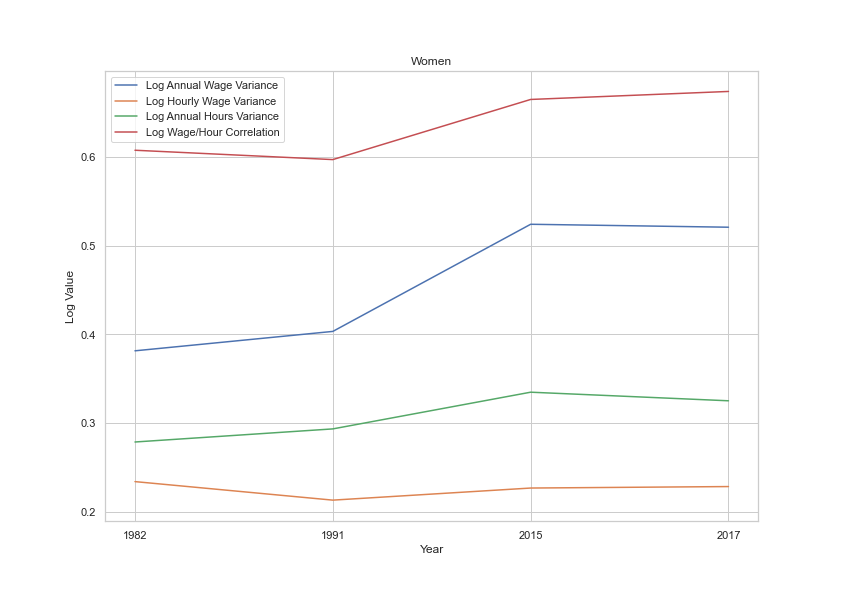 Women
Log Annual Wage Variance
Log Hourly Wage Variance
Log Annual Hours Variance
Log Wage/Hour Correlation
0.6
0.5
0.4
0.3
0.2
Log Value
1982 1991 2015 2017
Year